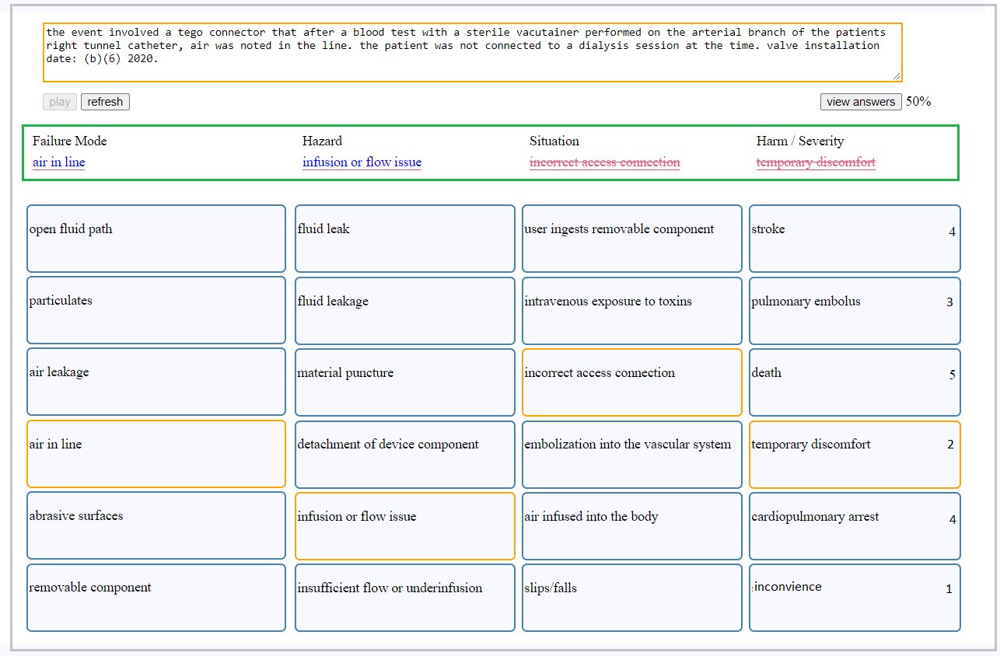 the event involved a tego connector that after a blood test with a sterile vacutainer performed on the arterial branch of the patients
right tunnel catheter, air was noted in the line. the patient was not connected to a dialysis session at the time. valve installation
date: (b)(6) 2020.
play refresh view answers 50%
Failure Mode Hazard Situation Harm / Severity
air in line infusion or flow issue incorrect access connection temporary discomfort
open fluid path fluid leak user ingests removable component stroke 4
particulates fluid leakage intravenous exposure to toxins pulmonary embolus 3
air leakage material puncture incorrect access connection death 5
air in line detachment of device component embolization into the vascular system temporary discomfort 2
abrasive surfaces infusion or flow issue air infused into the body cardiopulmonary arrest 4
removable component insufficient flow or underinfusion slips/falls inconvience 1